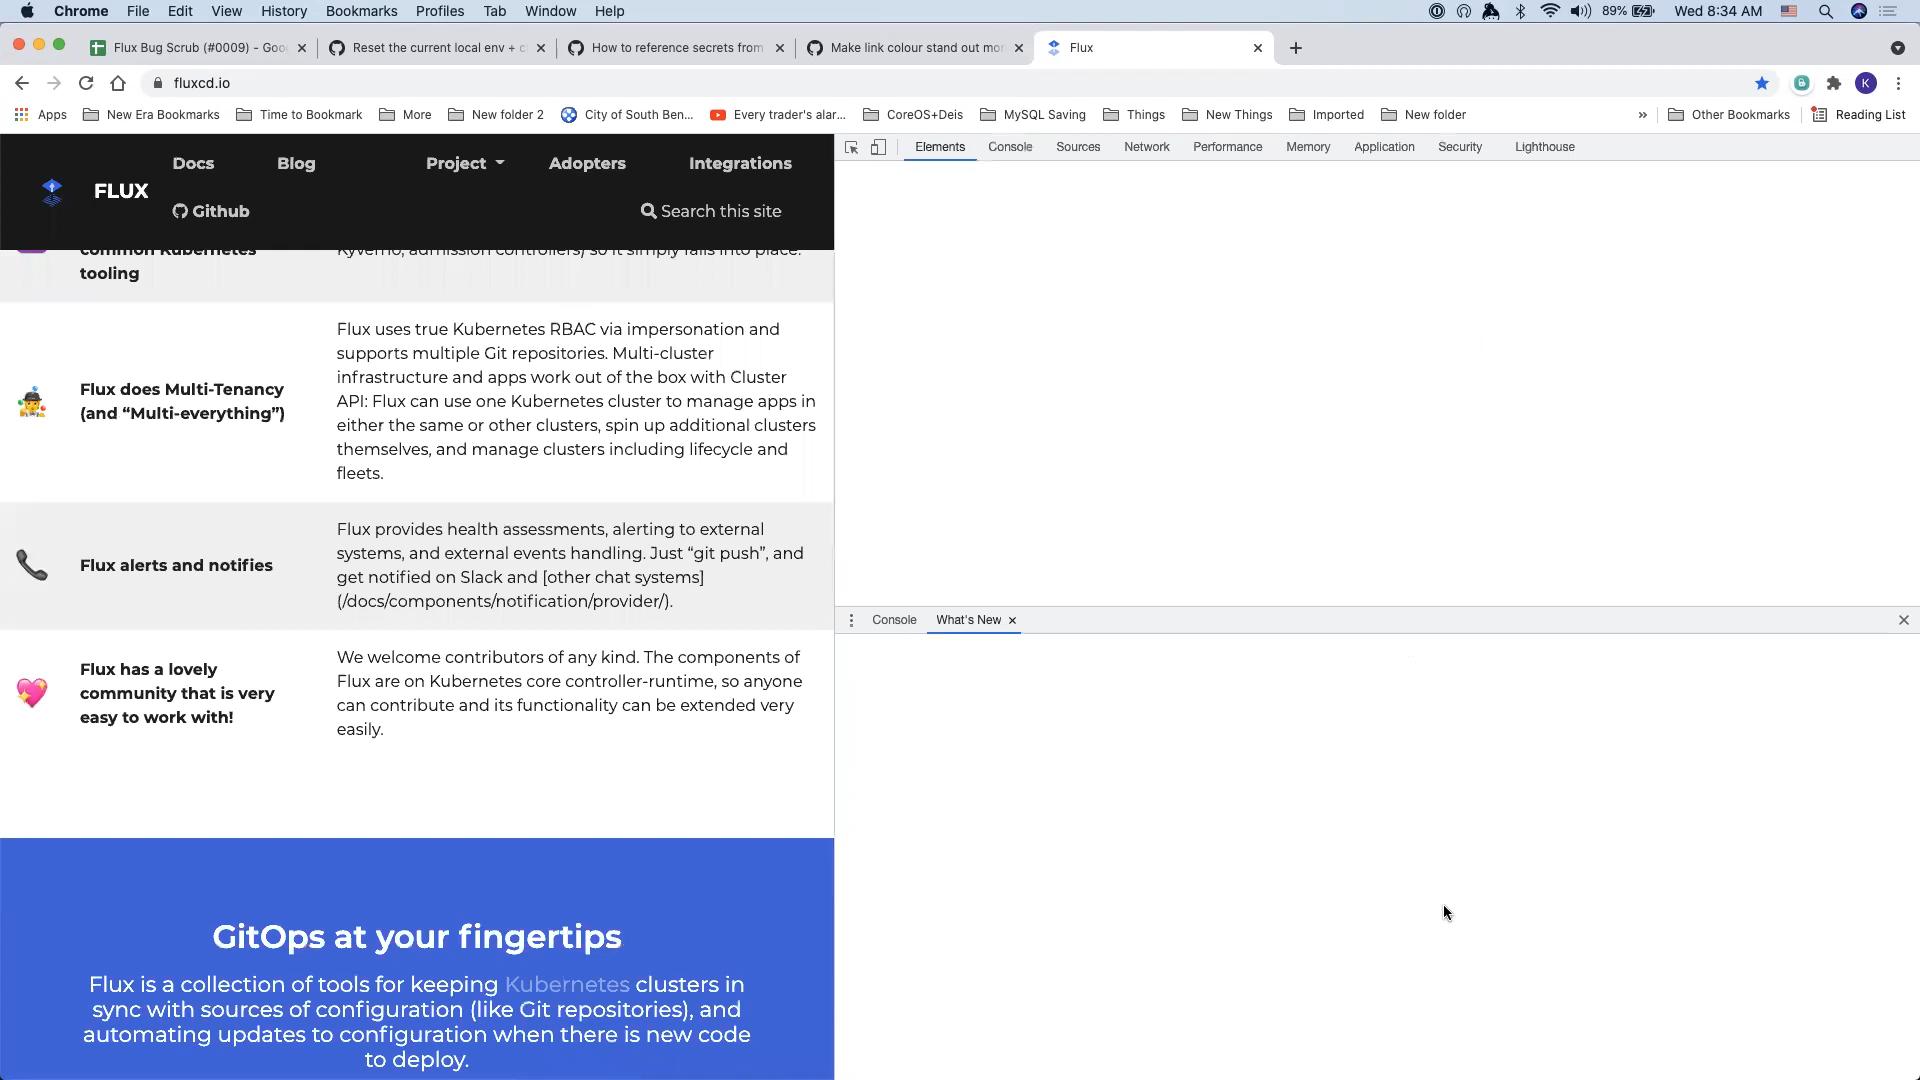 Chrome File Edit View History Bookmarks Profiles Tab Window Help 89% Wed 8:34 AM
Flux Bug Scrub (#0009) - Goo
Reset the current local env + c
How to reference secrets from
Make link colour stand out mo
Flux
fluxcd.io
K
Apps New Era Bookmarks Time to Bookmark More New folder 2 City of South Ben... Every trader's alar... CoreOS+Deis MySQL Saving Things New Things Imported New folder » Other Bookmarks Reading List
Docs Blog Project Adopters Integrations
FLUX
Github Search this site
Elements Console Sources Network Performance Memory Application Security Lighthouse
common Kubernetes
tooling
Kyverno, admission controllers) so it simply falls into place.
Flux does Multi-Tenancy
(and “Multi-everything”)
Flux uses true Kubernetes RBAC via impersonation and
supports multiple Git repositories. Multi-cluster
infrastructure and apps work out of the box with Cluster
API: Flux can use one Kubernetes cluster to manage apps in
either the same or other clusters, spin up additional clusters
themselves, and manage clusters including lifecycle and
fleets.
Flux alerts and notifies
Flux provides health assessments, alerting to external
systems, and external events handling. Just “git push”, and
get notified on Slack and [other chat systems]
(/docs/components/notification/provider/).
Flux has a lovely
community that is very
easy to work with!
We welcome contributors of any kind. The components of
Flux are on Kubernetes core controller-runtime, so anyone
can contribute and its functionality can be extended very
easily.
Console What's New
GitOps at your fingertips
Flux is a collection of tools for keeping Kubernetes clusters in
sync with sources of configuration (like Git repositories), and
automating updates to configuration when there is new code
to deploy.